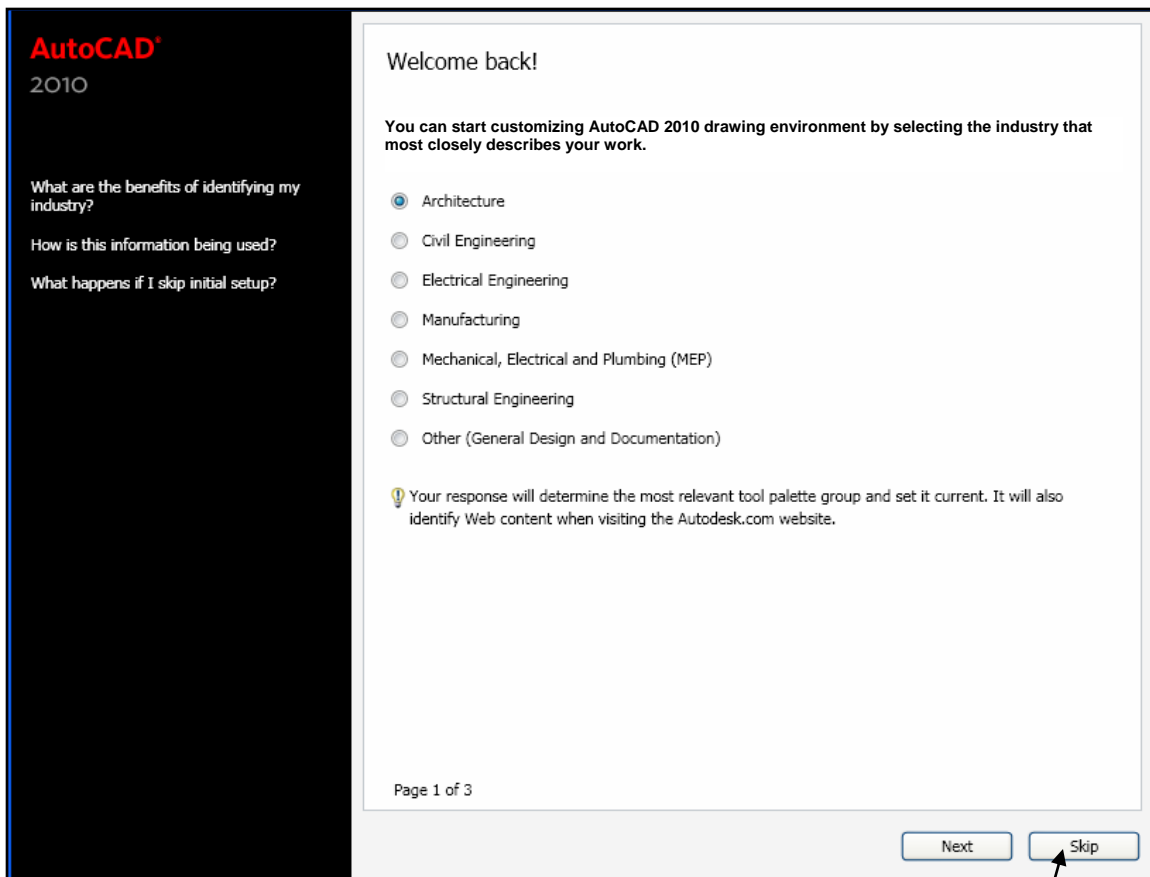 AutoCAD®
2010
What are the benefits of identifying my
industry?
How is this information being used?
What happens if I skip initial setup?
Welcome back!
You can start customizing AutoCAD 2010 drawing environment by selecting the industry that
most closely describes your work.
Architecture
Civil Engineering
Electrical Engineering
Manufacturing
Mechanical, Electrical and Plumbing (MEP)
Structural Engineering
Other (General Design and Documentation)
Your response will determine the most relevant tool palette group and set it current. It will also
identify Web content when visiting the Autodesk.com website.
Page 1 of 3
Next
Skip